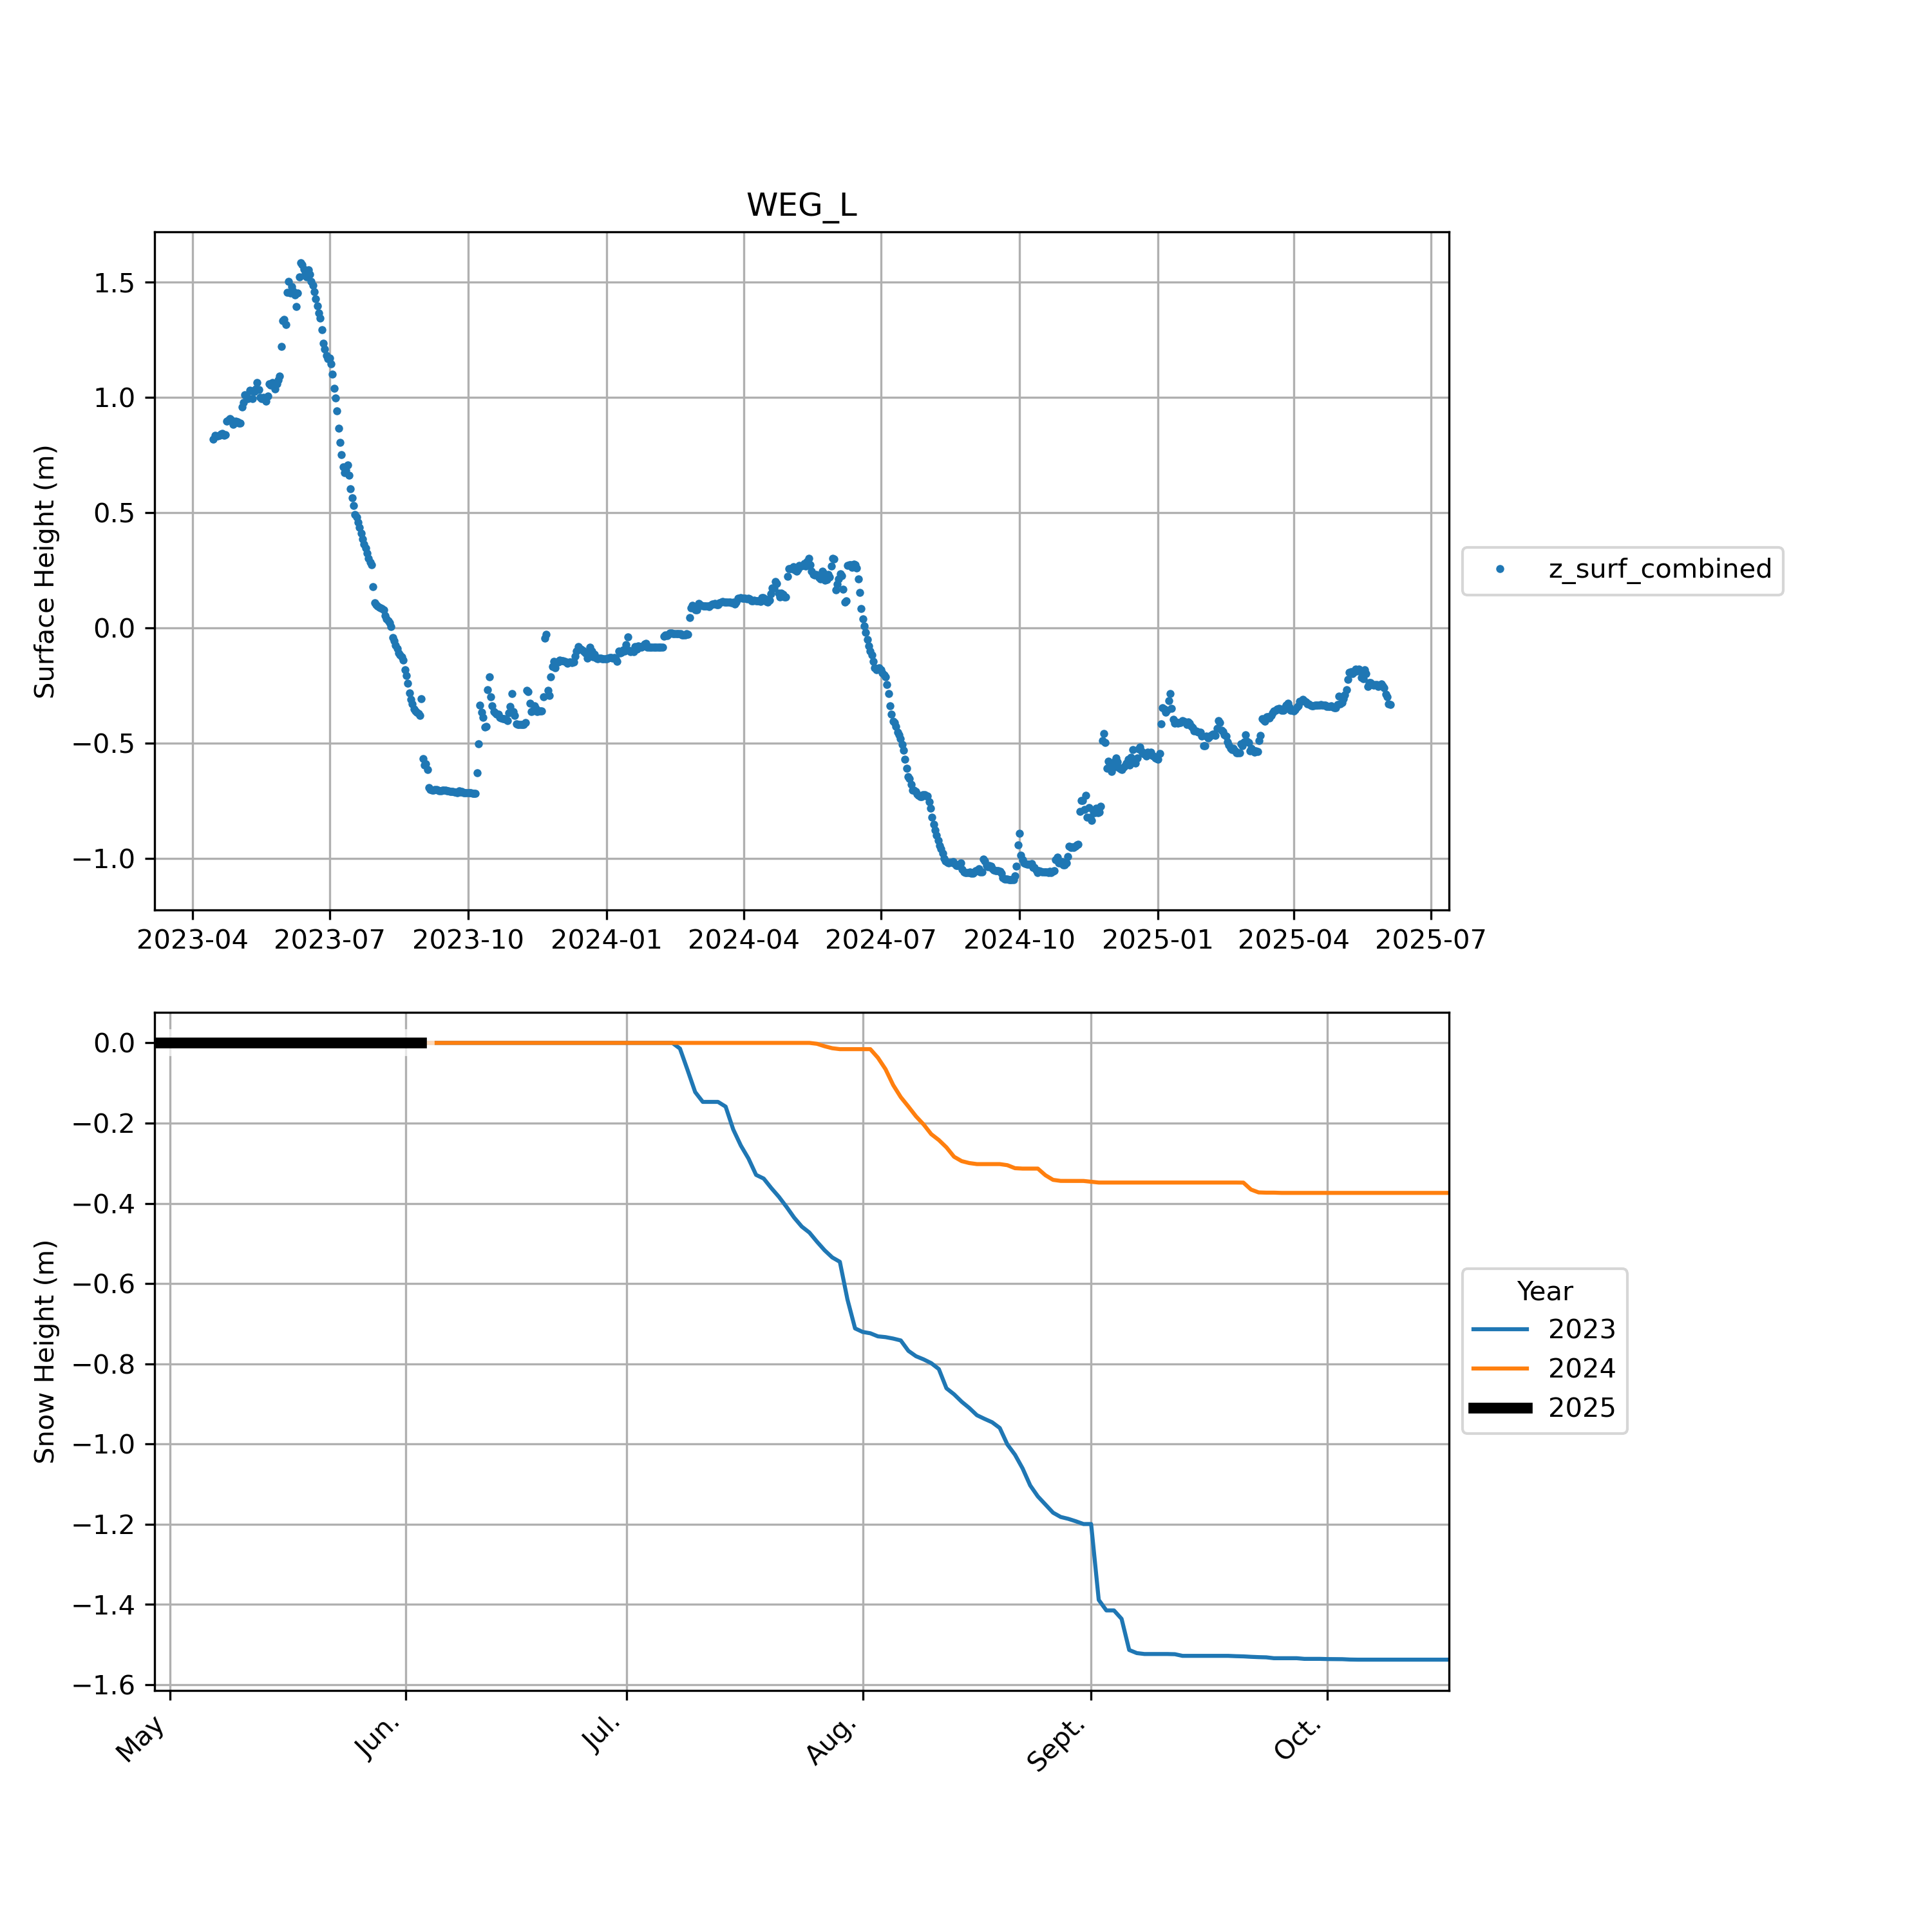 WEG_L
Surface Height (m)
1.5
1.0
0.5
0.0
−0.5
−1.0
2023-04 2023-07 2023-10 2024-01 2024-04 2024-07 2024-10 2025-01 2025-04 2025-07
z_surf_combined
Snow Height (m)
0.0
−0.2
−0.4
−0.6
−0.8
−1.0
−1.2
−1.4
−1.6
May Jun. Jul. Aug. Sept. Oct.
Year
2023
2024
2025